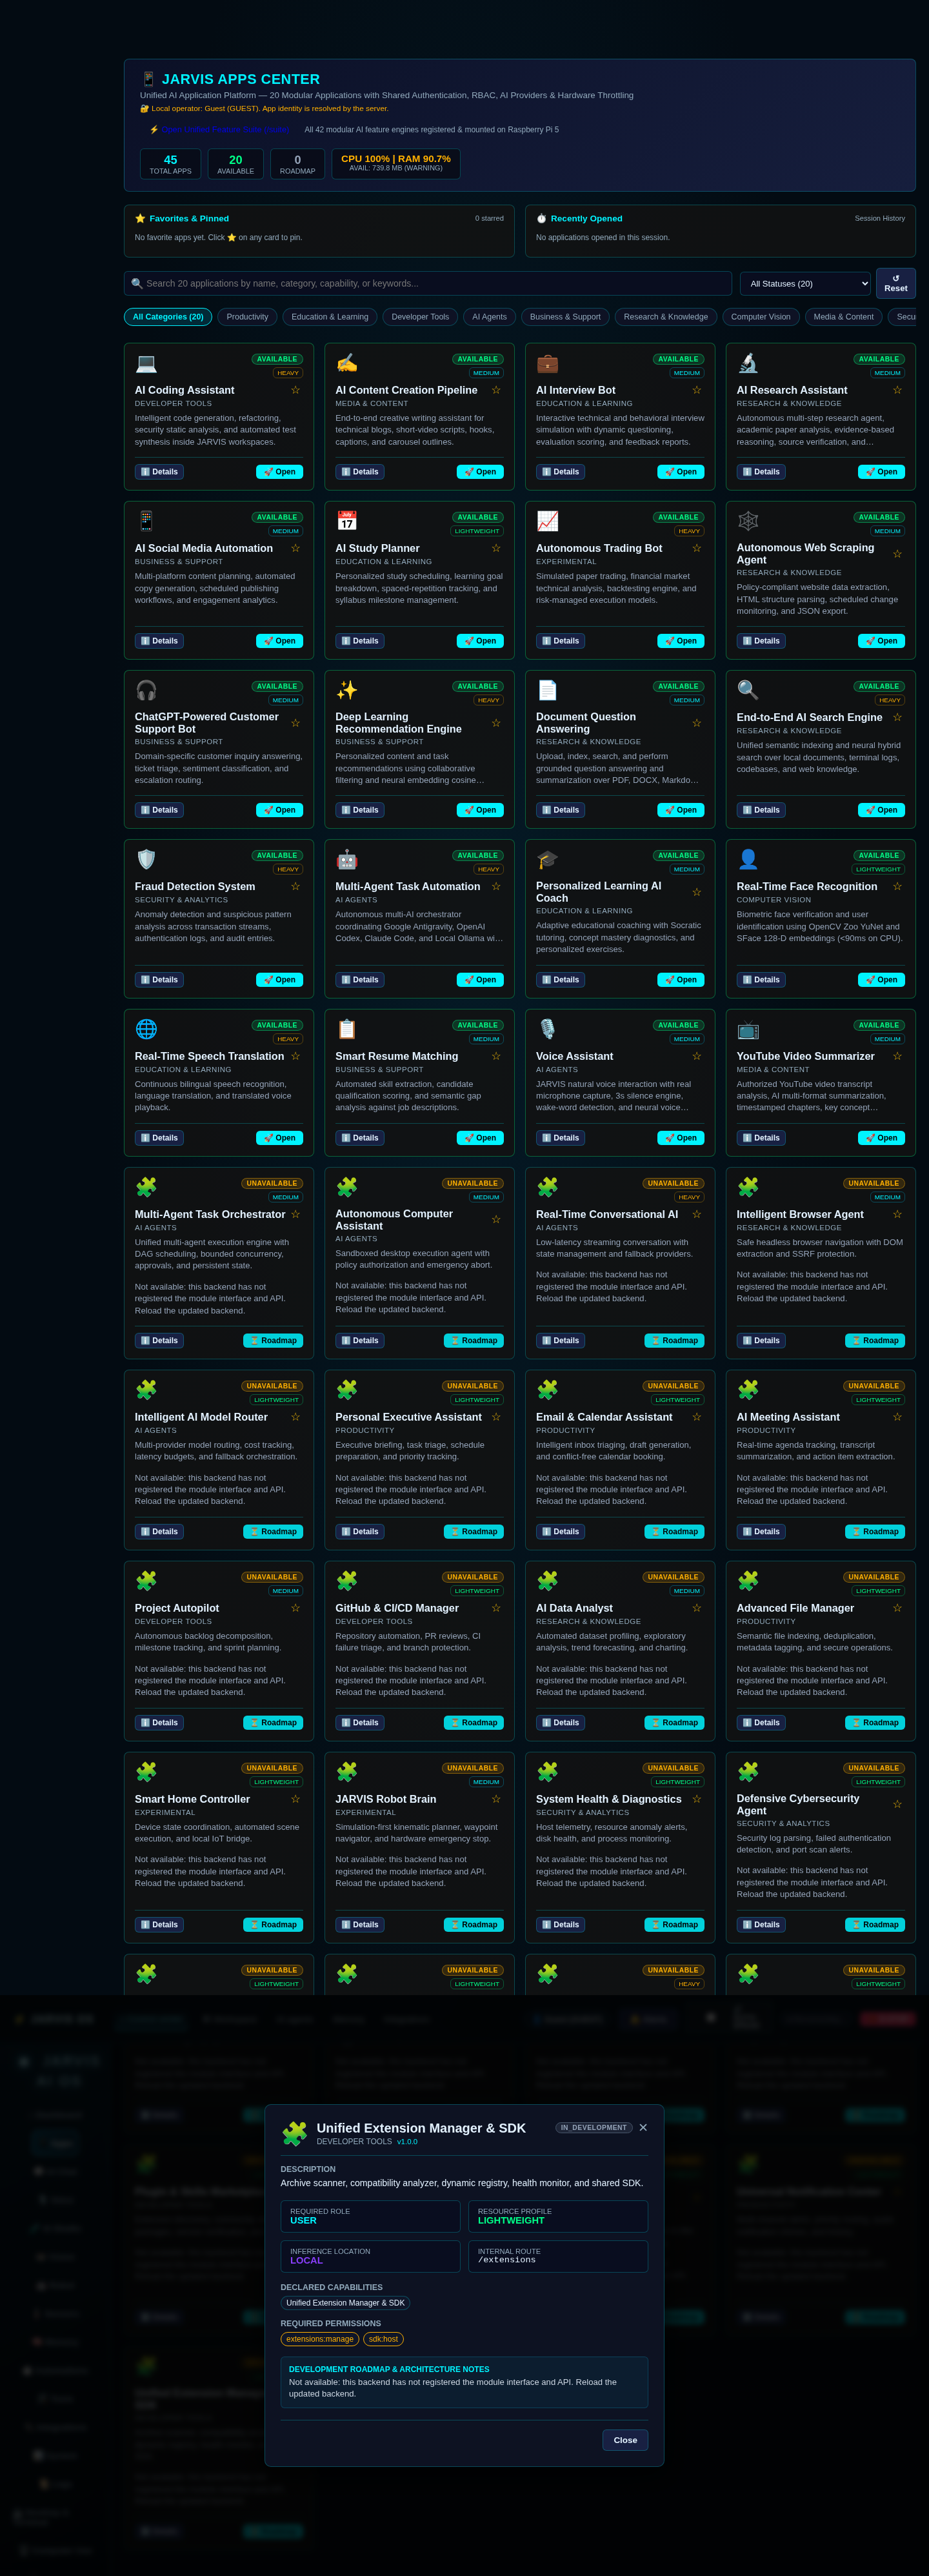 JARVIS APPS CENTER
Unified AI Application Platform — 20 Modular Applications with Shared Authentication, RBAC, AI Providers & Hardware Throttling
Local operator: Guest (GUEST). App identity is resolved by the server.
All 42 modular AI feature engines registered & mounted on Raspberry Pi 5
45 20 0 CPU 100% | RAM 90.7%
TOTAL APPS AVAILABLE ROADMAP AVAIL: 739.8 MB (WARNING)
Favorites & Pinned 0 starred
No favorite apps yet. Click ⭐ on any card to pin.
Recently Opened Session History
No applications opened in this session.
Search 20 applications by name, category, capability, or keywords...
All Statuses (20)
↺
Reset
All Categories (20) Productivity Education & Learning Developer Tools AI Agents Business & Support Research & Knowledge Computer Vision Media & Content
AVAILABLE
HEAVY
AI Coding Assistant ☆
DEVELOPER TOOLS
Intelligent code generation, refactoring,
security static analysis, and automated test
synthesis inside JARVIS workspaces.
Details Open
AVAILABLE
MEDIUM
AI Content Creation Pipeline ☆
MEDIA & CONTENT
End-to-end creative writing assistant for
technical blogs, short-video scripts, hooks,
captions, and carousel outlines.
Details Open
AVAILABLE
MEDIUM
AI Interview Bot ☆
EDUCATION & LEARNING
Interactive technical and behavioral interview
simulation with dynamic questioning,
evaluation scoring, and feedback reports.
Details Open
AVAILABLE
MEDIUM
AI Research Assistant ☆
RESEARCH & KNOWLEDGE
Autonomous multi-step research agent,
academic paper analysis, evidence-based
reasoning, source verification, and…
Details Open
AVAILABLE
MEDIUM
AI Social Media Automation ☆
BUSINESS & SUPPORT
Multi-platform content planning, automated
copy generation, scheduled publishing
workflows, and engagement analytics.
Details Open
AVAILABLE
LIGHTWEIGHT
AI Study Planner ☆
EDUCATION & LEARNING
Personalized study scheduling, learning goal
breakdown, spaced-repetition tracking, and
syllabus milestone management.
Details Open
AVAILABLE
HEAVY
Autonomous Trading Bot ☆
EXPERIMENTAL
Simulated paper trading, financial market
technical analysis, backtesting engine, and
risk-managed execution models.
Details Open
AVAILABLE
MEDIUM
Autonomous Web Scraping
Agent ☆
RESEARCH & KNOWLEDGE
Policy-compliant website data extraction,
HTML structure parsing, scheduled change
monitoring, and JSON export.
Details Open
AVAILABLE
MEDIUM
ChatGPT-Powered Customer
Support Bot ☆
BUSINESS & SUPPORT
Domain-specific customer inquiry answering,
ticket triage, sentiment classification, and
escalation routing.
Details Open
AVAILABLE
HEAVY
Deep Learning
Recommendation Engine ☆
BUSINESS & SUPPORT
Personalized content and task
recommendations using collaborative
filtering and neural embedding cosine…
Details Open
AVAILABLE
MEDIUM
Document Question
Answering ☆
RESEARCH & KNOWLEDGE
Upload, index, search, and perform
grounded question answering and
summarization over PDF, DOCX, Markdo…
Details Open
AVAILABLE
HEAVY
End-to-End AI Search Engine ☆
RESEARCH & KNOWLEDGE
Unified semantic indexing and neural hybrid
search over local documents, terminal logs,
codebases, and web knowledge.
Details Open
AVAILABLE
HEAVY
Fraud Detection System ☆
SECURITY & ANALYTICS
Anomaly detection and suspicious pattern
analysis across transaction streams,
authentication logs, and audit entries.
Details Open
AVAILABLE
HEAVY
Multi-Agent Task Automation ☆
AI AGENTS
Autonomous multi-AI orchestrator
coordinating Google Antigravity, OpenAI
Codex, Claude Code, and Local Ollama wi…
Details Open
AVAILABLE
MEDIUM
Personalized Learning AI
Coach ☆
EDUCATION & LEARNING
Adaptive educational coaching with Socratic
tutoring, concept mastery diagnostics, and
personalized exercises.
Details Open
AVAILABLE
LIGHTWEIGHT
Real-Time Face Recognition ☆
COMPUTER VISION
Biometric face verification and user
identification using OpenCV Zoo YuNet and
SFace 128-D embeddings (<90ms on CPU).
Details Open
AVAILABLE
HEAVY
Real-Time Speech Translation ☆
EDUCATION & LEARNING
Continuous bilingual speech recognition,
language translation, and translated voice
playback.
Details Open
AVAILABLE
MEDIUM
Smart Resume Matching ☆
BUSINESS & SUPPORT
Automated skill extraction, candidate
qualification scoring, and semantic gap
analysis against job descriptions.
Details Open
AVAILABLE
MEDIUM
Voice Assistant ☆
AI AGENTS
JARVIS natural voice interaction with real
microphone capture, 3s silence engine,
wake-word detection, and neural voice…
Details Open
AVAILABLE
MEDIUM
YouTube Video Summarizer ☆
MEDIA & CONTENT
Authorized YouTube video transcript
analysis, AI multi-format summarization,
timestamped chapters, key concept…
Details Open
UNAVAILABLE
MEDIUM
Multi-Agent Task Orchestrator ☆
AI AGENTS
Unified multi-agent execution engine with
DAG scheduling, bounded concurrency,
approvals, and persistent state.
Not available: this backend has not
registered the module interface and API.
Reload the updated backend.
Details Roadmap
UNAVAILABLE
MEDIUM
Autonomous Computer
Assistant ☆
AI AGENTS
Sandboxed desktop execution agent with
policy authorization and emergency abort.
Not available: this backend has not
registered the module interface and API.
Reload the updated backend.
Details Roadmap
UNAVAILABLE
HEAVY
Real-Time Conversational AI ☆
AI AGENTS
Low-latency streaming conversation with
state management and fallback providers.
Not available: this backend has not
registered the module interface and API.
Reload the updated backend.
Details Roadmap
UNAVAILABLE
MEDIUM
Intelligent Browser Agent ☆
RESEARCH & KNOWLEDGE
Safe headless browser navigation with DOM
extraction and SSRF protection.
Not available: this backend has not
registered the module interface and API.
Reload the updated backend.
Details Roadmap
UNAVAILABLE
LIGHTWEIGHT
Intelligent AI Model Router ☆
AI AGENTS
Multi-provider model routing, cost tracking,
latency budgets, and fallback orchestration.
Not available: this backend has not
registered the module interface and API.
Reload the updated backend.
Details Roadmap
UNAVAILABLE
LIGHTWEIGHT
Personal Executive Assistant ☆
PRODUCTIVITY
Executive briefing, task triage, schedule
preparation, and priority tracking.
Not available: this backend has not
registered the module interface and API.
Reload the updated backend.
Details Roadmap
UNAVAILABLE
LIGHTWEIGHT
Email & Calendar Assistant ☆
PRODUCTIVITY
Intelligent inbox triaging, draft generation,
and conflict-free calendar booking.
Not available: this backend has not
registered the module interface and API.
Reload the updated backend.
Details Roadmap
UNAVAILABLE
LIGHTWEIGHT
AI Meeting Assistant ☆
PRODUCTIVITY
Real-time agenda tracking, transcript
summarization, and action item extraction.
Not available: this backend has not
registered the module interface and API.
Reload the updated backend.
Details Roadmap
UNAVAILABLE
MEDIUM
Project Autopilot ☆
DEVELOPER TOOLS
Autonomous backlog decomposition,
milestone tracking, and sprint planning.
Not available: this backend has not
registered the module interface and API.
Reload the updated backend.
Details Roadmap
UNAVAILABLE
LIGHTWEIGHT
GitHub & CI/CD Manager ☆
DEVELOPER TOOLS
Repository automation, PR reviews, CI
failure triage, and branch protection.
Not available: this backend has not
registered the module interface and API.
Reload the updated backend.
Details Roadmap
UNAVAILABLE
MEDIUM
AI Data Analyst ☆
RESEARCH & KNOWLEDGE
Automated dataset profiling, exploratory
analysis, trend forecasting, and charting.
Not available: this backend has not
registered the module interface and API.
Reload the updated backend.
Details Roadmap
UNAVAILABLE
LIGHTWEIGHT
Advanced File Manager ☆
PRODUCTIVITY
Semantic file indexing, deduplication,
metadata tagging, and secure operations.
Not available: this backend has not
registered the module interface and API.
Reload the updated backend.
Details Roadmap
UNAVAILABLE
LIGHTWEIGHT
Smart Home Controller ☆
EXPERIMENTAL
Device state coordination, automated scene
execution, and local IoT bridge.
Not available: this backend has not
registered the module interface and API.
Reload the updated backend.
Details Roadmap
UNAVAILABLE
MEDIUM
JARVIS Robot Brain ☆
EXPERIMENTAL
Simulation-first kinematic planner, waypoint
navigator, and hardware emergency stop.
Not available: this backend has not
registered the module interface and API.
Reload the updated backend.
Details Roadmap
UNAVAILABLE
LIGHTWEIGHT
System Health & Diagnostics ☆
SECURITY & ANALYTICS
Host telemetry, resource anomaly alerts,
disk health, and process monitoring.
Not available: this backend has not
registered the module interface and API.
Reload the updated backend.
Details Roadmap
UNAVAILABLE
LIGHTWEIGHT
Defensive Cybersecurity
Agent ☆
SECURITY & ANALYTICS
Security log parsing, failed authentication
detection, and port scan alerts.
Not available: this backend has not
registered the module interface and API.
Reload the updated backend.
Details Roadmap
UNAVAILABLE
LIGHTWEIGHT
UNAVAILABLE
LIGHTWEIGHT
UNAVAILABLE
HEAVY
UNAVAILABLE
LIGHTWEIGHT
Unified Extension Manager & SDK IN_DEVELOPMENT ✕
DEVELOPER TOOLS v1.0.0
DESCRIPTION
Archive scanner, compatibility analyzer, dynamic registry, health monitor, and shared SDK.
REQUIRED ROLE
USER
RESOURCE PROFILE
LIGHTWEIGHT
INFERENCE LOCATION
LOCAL
INTERNAL ROUTE
/extensions
DECLARED CAPABILITIES
Unified Extension Manager & SDK
REQUIRED PERMISSIONS
extensions:manage sdk:host
DEVELOPMENT ROADMAP & ARCHITECTURE NOTES
Not available: this backend has not registered the module interface and API. Reload the
updated backend.
Close